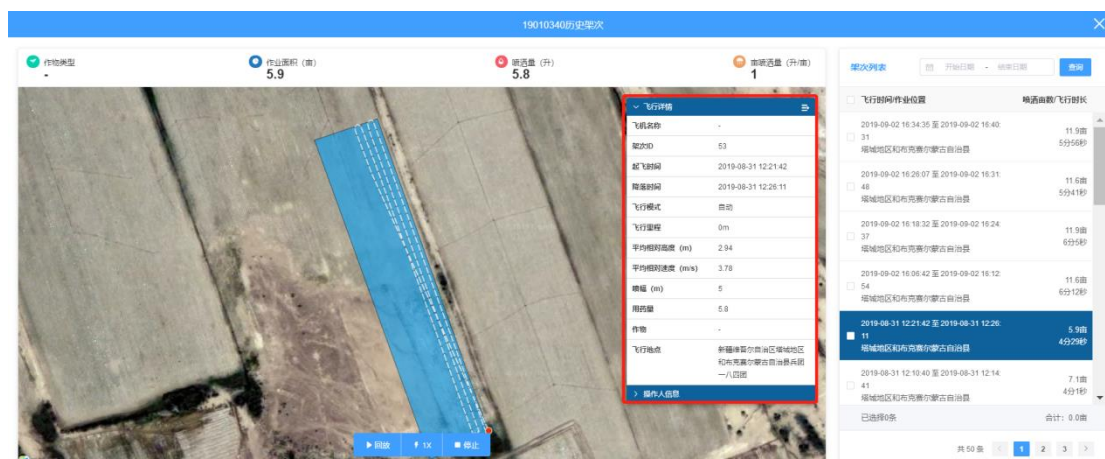 19010340历史架次
作物类型
-
作业面积（亩）
5.9
喷洒量（升）
5.8
亩喷洒量（升/亩）
1
飞行详情
飞机名称 -
架次ID 53
起飞时间 2019-08-31 12:21:42
降落时间 2019-08-31 12:26:11
飞行模式 自动
飞行里程 0m
平均相对高度 (m) 2.94
平均相对速度 (m/s) 3.78
喷幅 (m) 5
用药量 5.8
作物 -
飞行地点 新疆维吾尔自治区塔城地区
和布克赛尔蒙古自治县兵团
一八四团
操作人信息
回放 1X 停止
架次列表 开始日期 - 结束日期 查询
飞行时间/作业位置 喷洒亩数/飞行时长
2019-09-02 16:34:35 至 2019-09-02 16:40:
31
塔城地区和布克赛尔蒙古自治县
11.9亩
5分56秒
2019-09-02 16:26:07 至 2019-09-02 16:31:
48
塔城地区和布克赛尔蒙古自治县
11.6亩
5分41秒
2019-09-02 16:18:32 至 2019-09-02 16:24:
37
塔城地区和布克赛尔蒙古自治县
11.9亩
6分5秒
2019-09-02 16:06:42 至 2019-09-02 16:12:
54
塔城地区和布克赛尔蒙古自治县
11.6亩
6分12秒
2019-08-31 12:21:42 至 2019-08-31 12:26:
11
塔城地区和布克赛尔蒙古自治县
5.9亩
4分29秒
2019-08-31 12:10:40 至 2019-08-31 12:14:
41
塔城地区和布克赛尔蒙古自治县
7.1亩
4分1秒
已选择0条 合计：0.0亩
共 50 条 1 2 3